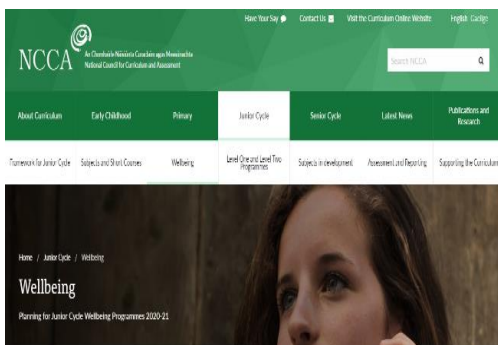 Have Your Say Contact Us Visit the Curriculum Online Website English Gaeilge
NCCA
An Chomhairle Náisiúnta Curaclaim agus Measúnachta
National Council for Curriculum and Assessment
Search NCCA
About Curriculum Early Childhood Primary Junior Cycle Senior Cycle Latest News Publications and Research
Framework for Junior Cycle Subjects and Short Courses Wellbeing Level One and Level Two Programmes Subjects in development Assessment and Reporting Supporting the Curriculum
Home / Junior Cycle / Wellbeing
Wellbeing
Planning for Junior Cycle Wellbeing Programmes 2020-21